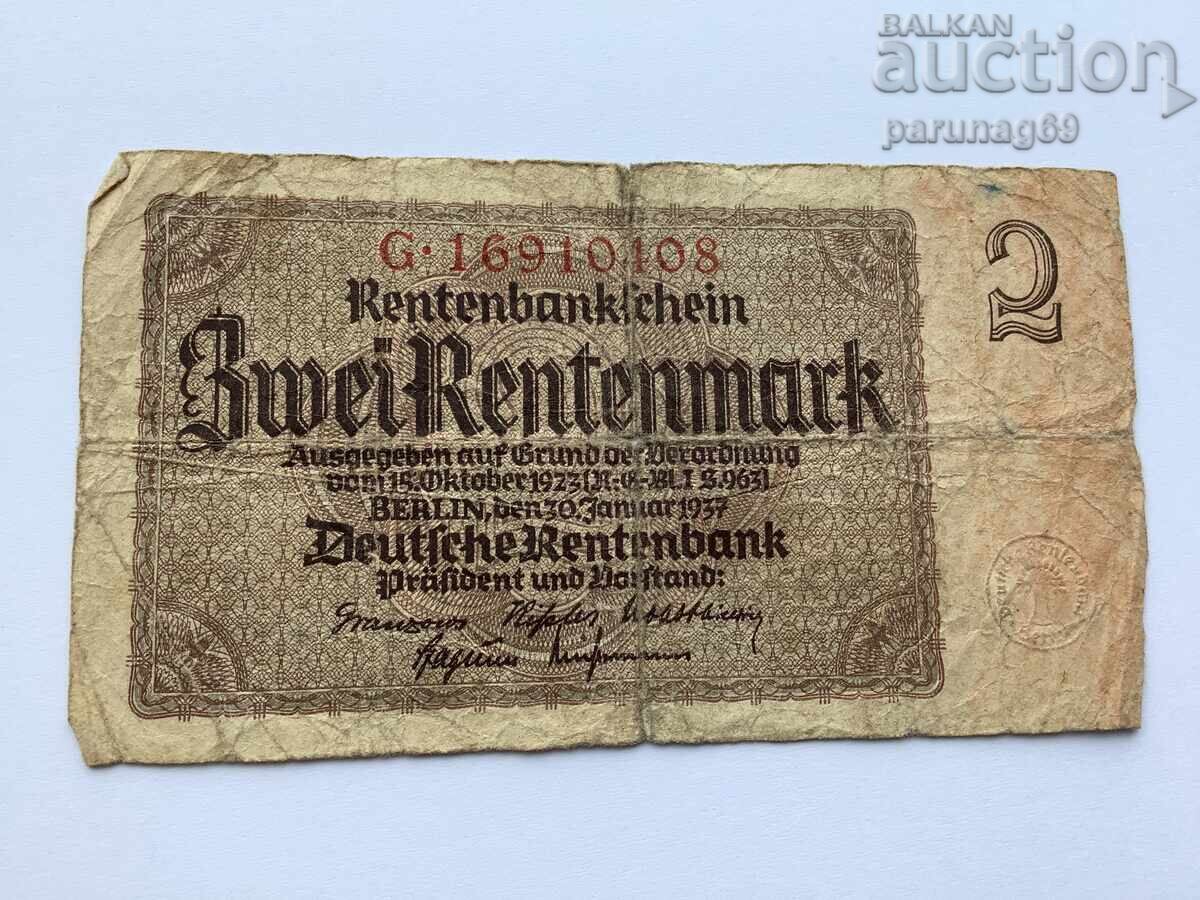 BALKAN
auction
parunag69
G·16910408
2
Rentenbankschein
Zwei Rentenmark
Ausgegeben auf Grund der Verordnung
vom 15. Oktober 1923 (R.-G.-Bl. I S. 963)
BERLIN, den 30. Januar 1937
Deutsche Rentenbank
Präsident und Vorstand: